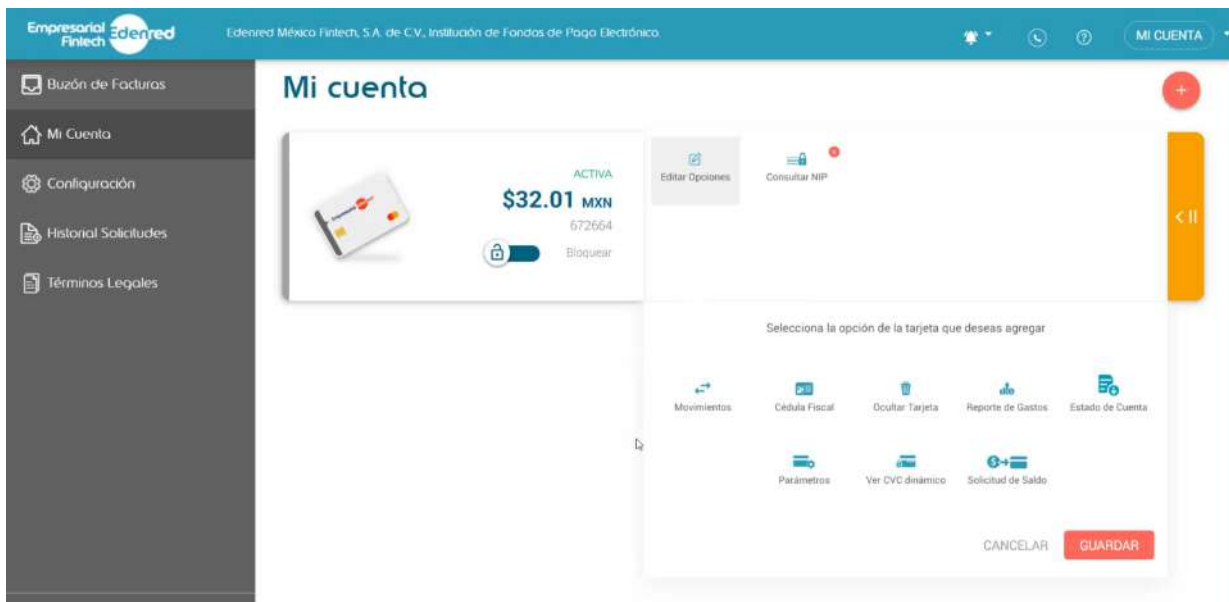 Empresarial Fintech Edenred
Edenred México Fintech, S.A. de C.V., Institución de Fondos de Pago Electrónico.
MI CUENTA
Buzón de Facturas
Mi Cuenta
Configuración
Historial Solicitudes
Términos Legales
Mi cuenta
+
ACTIVA
$32.01 MXN
672664
Bloquear
Editar Opciones
Consultar NIP
Selecciona la opción de la tarjeta que deseas agregar
Movimientos
Cédula Fiscal
Ocultar Tarjeta
Reporte de Gastos
Estado de Cuenta
Parámetros
Ver CVC dinámico
Solicitud de Saldo
CANCELAR
GUARDAR